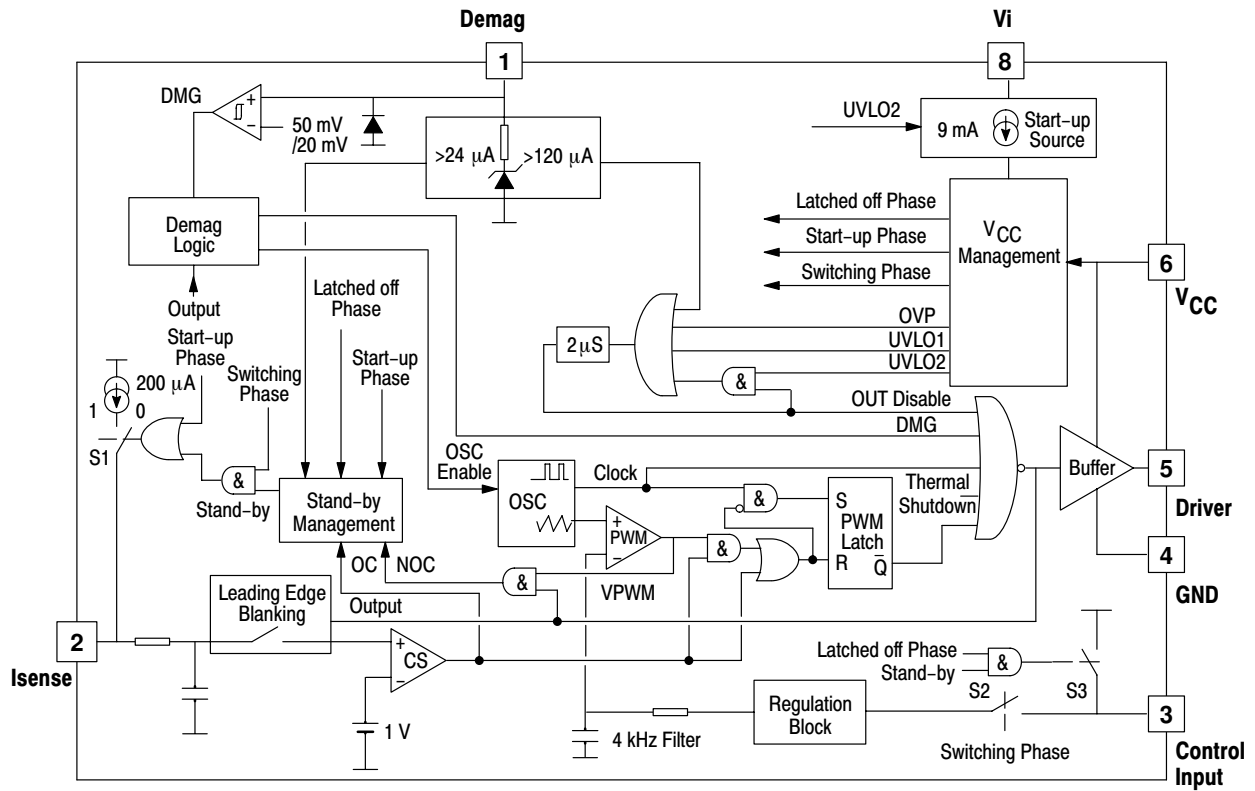 Demag
Vi
1
8
DMG
+
−
50 mV
/20 mV
>24 μA
>120 μA
UVLO2
9 mA
Start−up
Source
Demag
Logic
Latched off Phase
Start−up Phase
Switching Phase
VCC
Management
6
VCC
Output
Start−up
Phase
Latched off
Phase
Switching
Phase
Start−up
Phase
200 μA
1
0
S1
2 μS
OVP
UVLO1
UVLO2
&
OUT Disable
DMG
OSC
Enable
OSC
Clock
&
Thermal
Shutdown
Buffer
5
Driver
&
Stand−by
Stand−by
Management
+
PWM
−
&
S
PWM
Latch
R
Q̅
4
GND
OC
NOC
&
VPWM
Output
Leading Edge
Blanking
2
Isense
+
CS
−
1 V
4 kHz Filter
Regulation
Block
Latched off Phase
Stand−by
&
S2
S3
Switching Phase
3
Control
Input